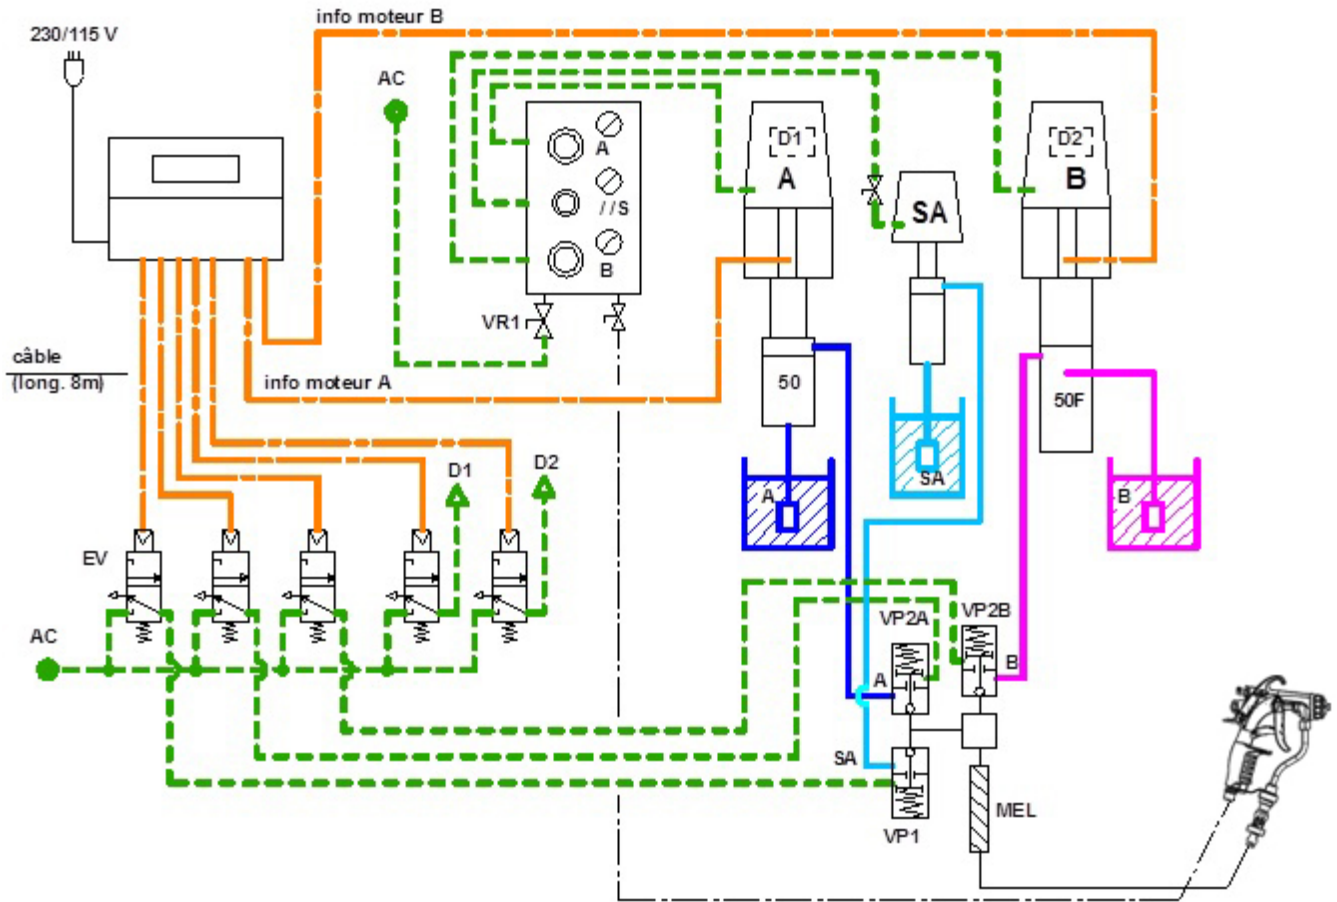 info moteur B
230/115 V
AC
A
//S
B
D1
A
SA
D2
B
VR1
câble
(long. 8m)
info moteur A
50
50F
D1
D2
A
SA
B
EV
AC
VP2A
VP2B
A
B
SA
VP1
MEL